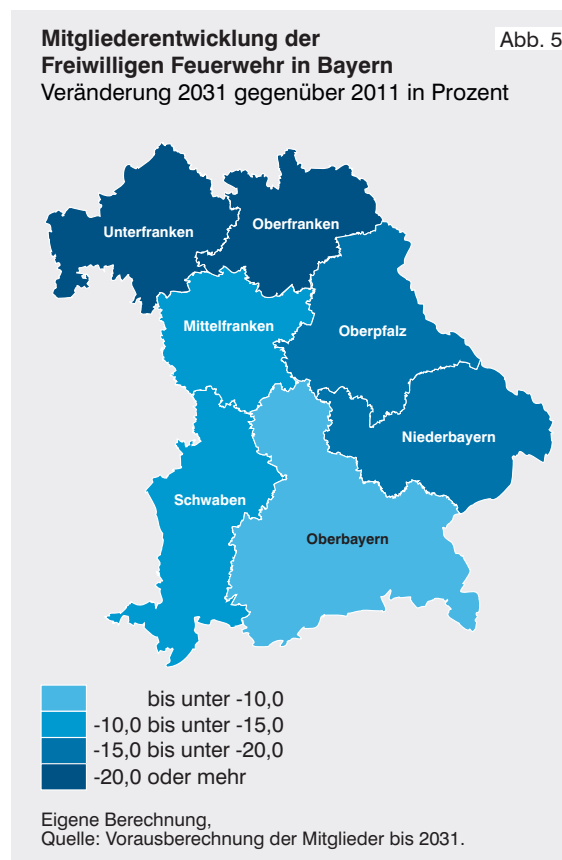 Mitgliederentwicklung der
Abb. 5
Freiwilligen Feuerwehr in Bayern
Veränderung 2031 gegenüber 2011 in Prozent
Unterfranken
Oberfranken
Mittelfranken
Oberpfalz
Niederbayern
Schwaben
Oberbayern
bis unter -10,0
-10,0 bis unter -15,0
-15,0 bis unter -20,0
-20,0 oder mehr
Eigene Berechnung,
Quelle: Vorausberechnung der Mitglieder bis 2031.